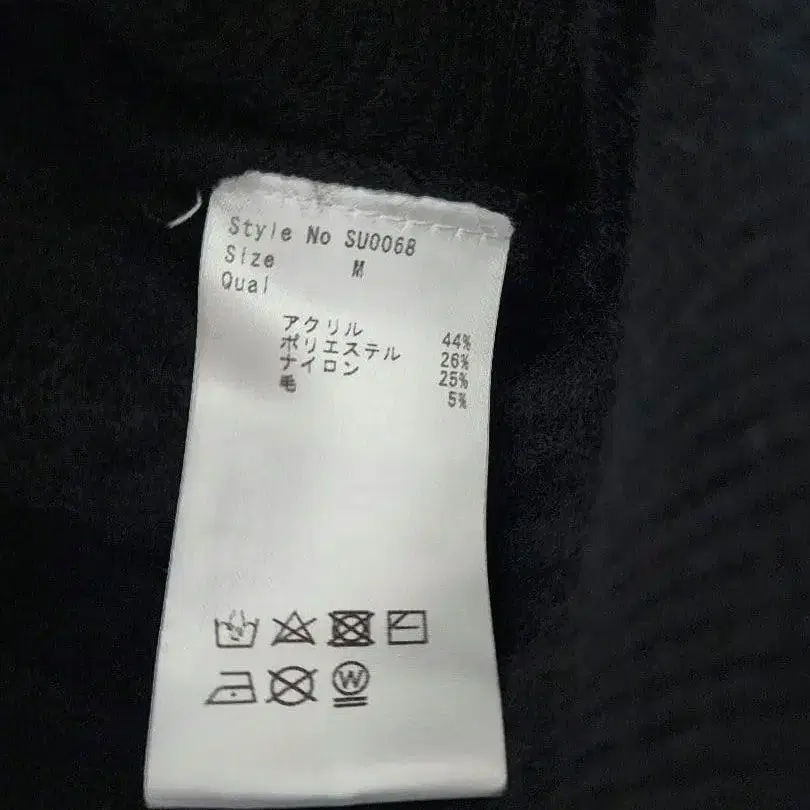 Style No SU0068
Size M
Qual
アクリル 44%
ポリエステル 26%
ナイロン 25%
毛 5%
W